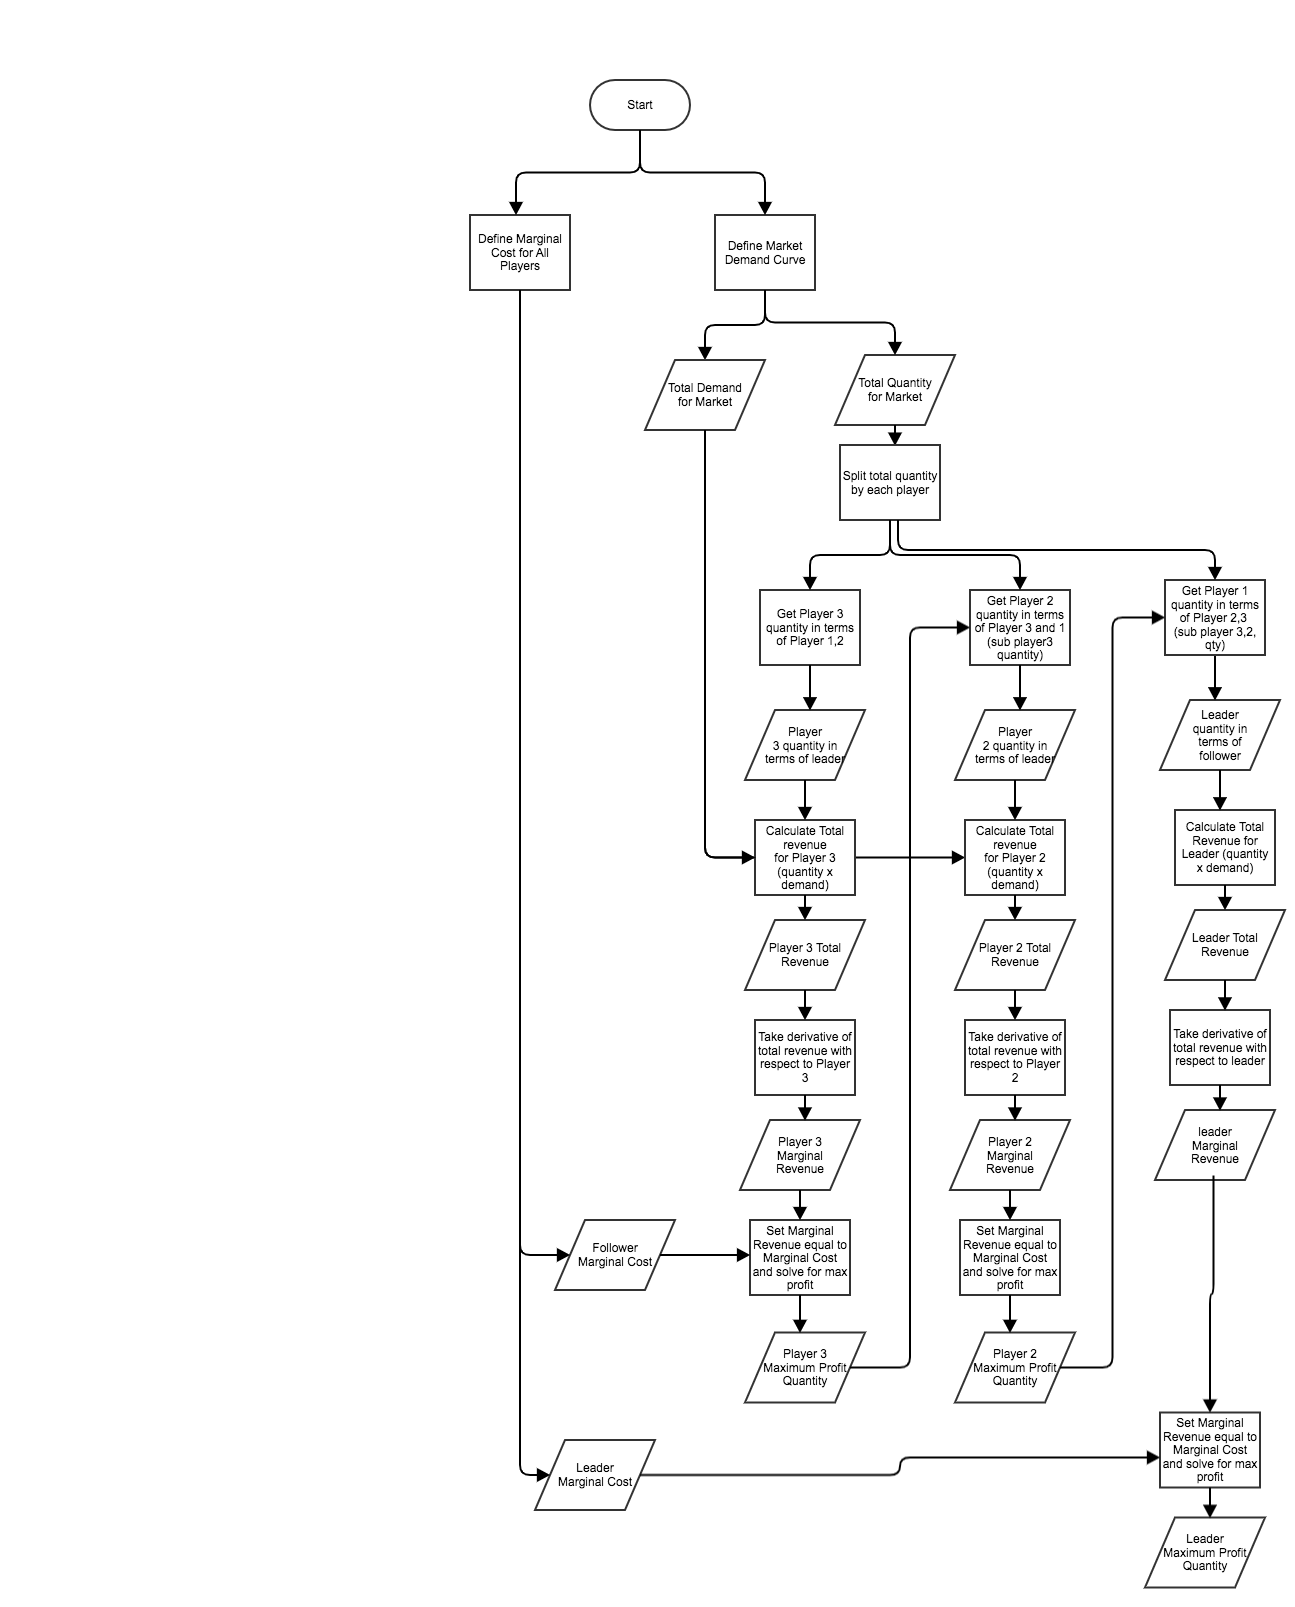 Start
Define Marginal
Cost for All
Players
Define Market
Demand Curve
Total Demand
for Market
Total Quantity
for Market
Split total quantity
by each player
Get Player 3
quantity in terms
of Player 1,2
Get Player 2
quantity in terms
of Player 3 and 1
(sub player3
quantity)
Get Player 1
quantity in terms
of Player 2,3
(sub player 3,2,
qty)
Player
3 quantity in
terms of leader
Player
2 quantity in
terms of leader
Leader
quantity in
terms of
follower
Calculate Total
revenue
for Player 3
(quantity x
demand)
Calculate Total
revenue
for Player 2
(quantity x
demand)
Calculate Total
Revenue for
Leader (quantity
x demand)
Player 3 Total
Revenue
Player 2 Total
Revenue
Leader Total
Revenue
Take derivative of
total revenue with
respect to Player
3
Take derivative of
total revenue with
respect to Player
2
Take derivative of
total revenue with
respect to leader
Player 3
Marginal
Revenue
Player 2
Marginal
Revenue
leader
Marginal
Revenue
Follower
Marginal Cost
Set Marginal
Revenue equal to
Marginal Cost
and solve for max
profit
Set Marginal
Revenue equal to
Marginal Cost
and solve for max
profit
Player 3
Maximum Profit
Quantity
Player 2
Maximum Profit
Quantity
Leader
Marginal Cost
Set Marginal
Revenue equal to
Marginal Cost
and solve for max
profit
Leader
Maximum Profit
Quantity